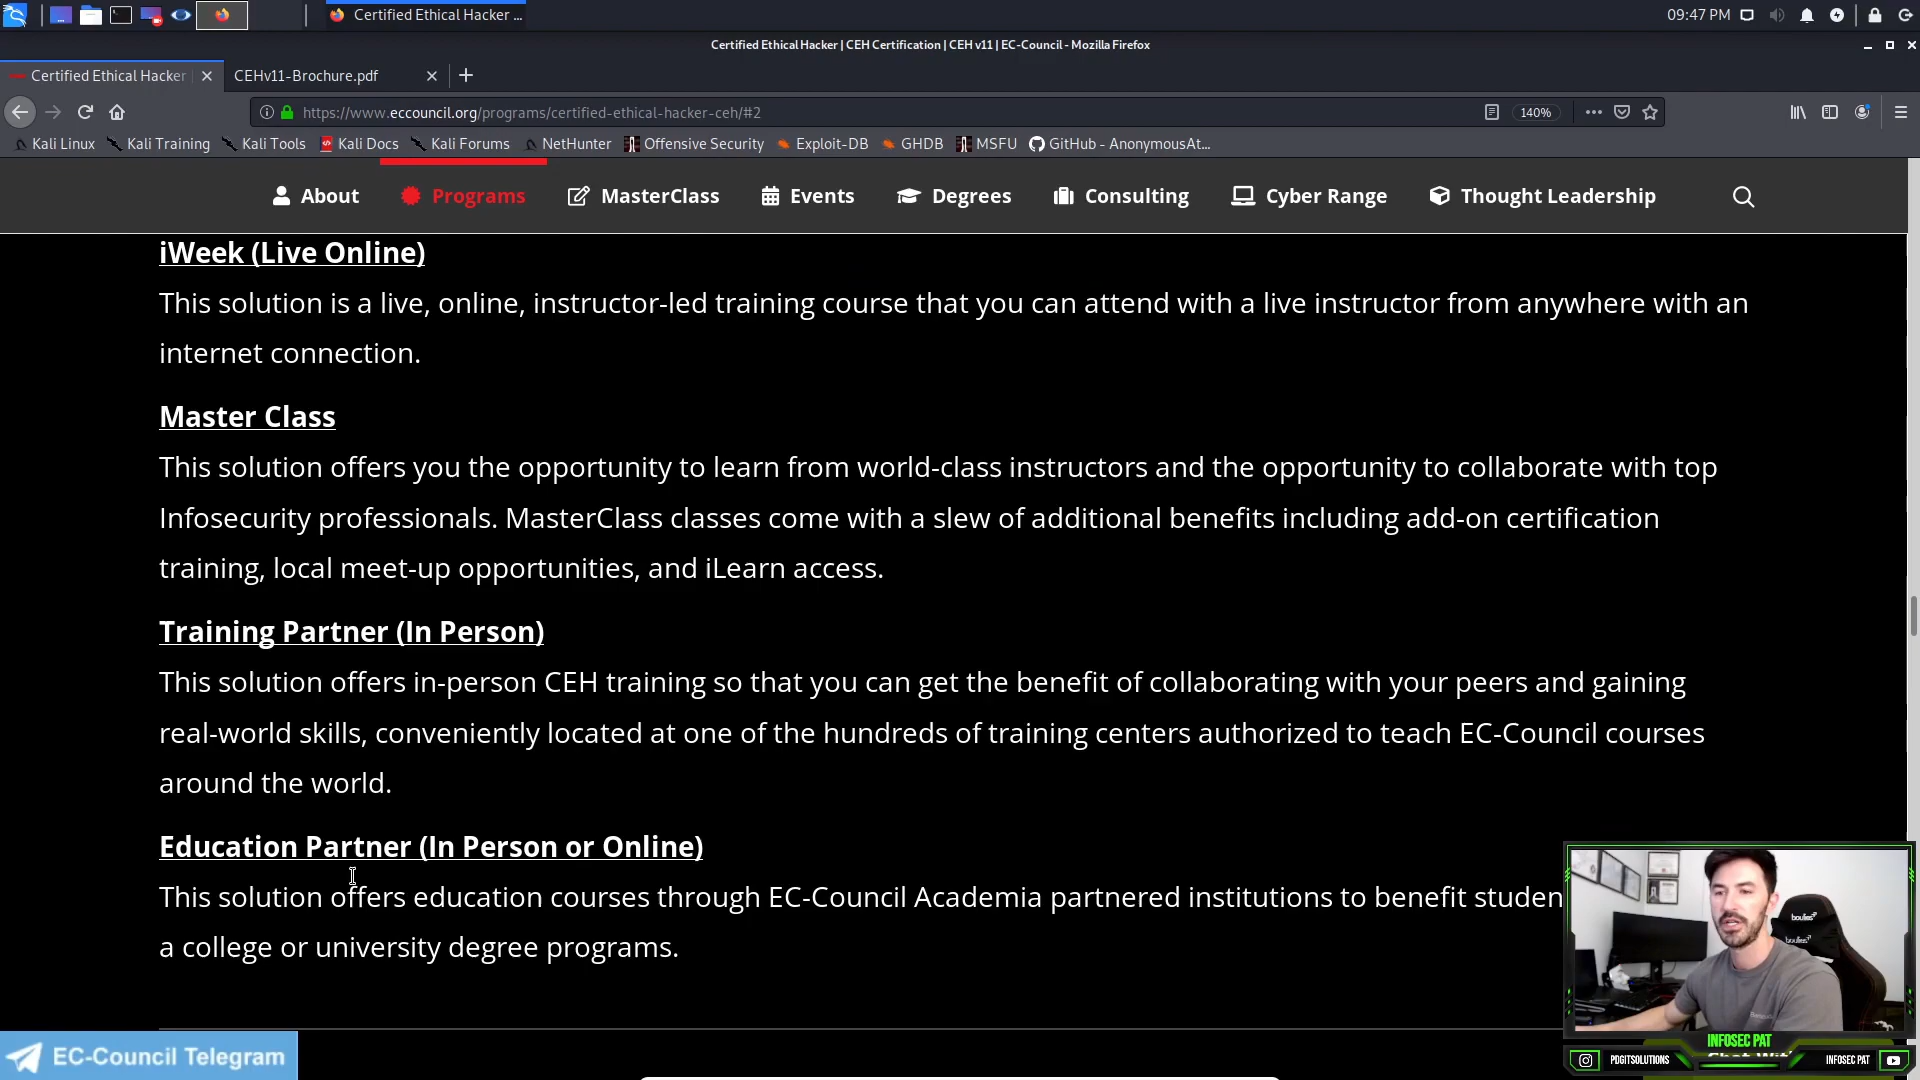 Certified Ethical Hacker ...
09:47 PM
Certified Ethical Hacker | CEH Certification | CEH v11 | EC-Council - Mozilla Firefox
Certified Ethical Hacker
CEHv11-Brochure.pdf
https://www.eccouncil.org/programs/certified-ethical-hacker-ceh/#2
140%
Kali Linux Kali Training Kali Tools Kali Docs Kali Forums NetHunter Offensive Security Exploit-DB GHDB MSFU GitHub - AnonymousAt...
About Programs MasterClass Events Degrees Consulting Cyber Range Thought Leadership
iWeek (Live Online)
This solution is a live, online, instructor-led training course that you can attend with a live instructor from anywhere with an
internet connection.
Master Class
This solution offers you the opportunity to learn from world-class instructors and the opportunity to collaborate with top
Infosecurity professionals. MasterClass classes come with a slew of additional benefits including add-on certification
training, local meet-up opportunities, and iLearn access.
Training Partner (In Person)
This solution offers in-person CEH training so that you can get the benefit of collaborating with your peers and gaining
real-world skills, conveniently located at one of the hundreds of training centers authorized to teach EC-Council courses
around the world.
Education Partner (In Person or Online)
This solution offers education courses through EC-Council Academia partnered institutions to benefit studen
a college or university degree programs.
EC-Council Telegram
boulies
boulies
INFOSEC PAT
PDGITSOLUTIONS
INFOSEC PAT